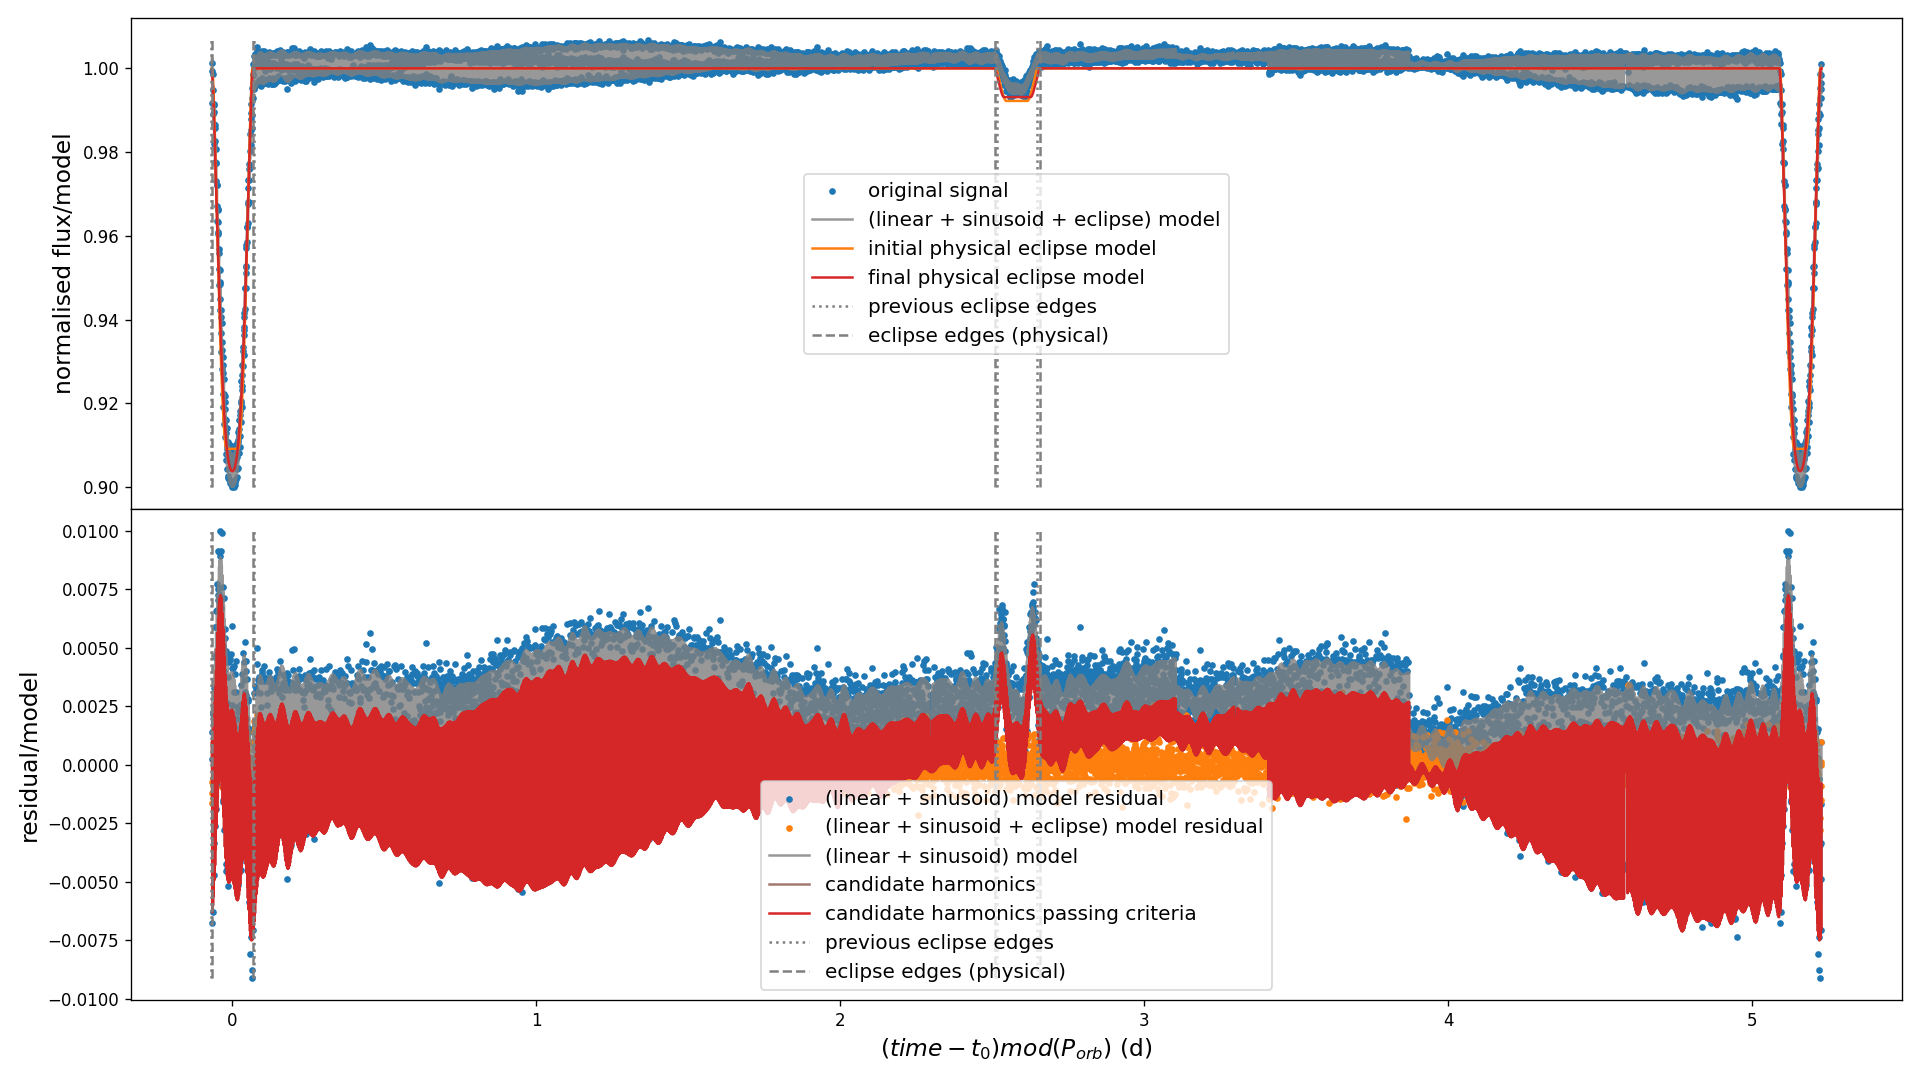 normalised flux/model
1.00
0.98
0.96
0.94
0.92
0.90
original signal
(linear + sinusoid + eclipse) model
initial physical eclipse model
final physical eclipse model
previous eclipse edges
eclipse edges (physical)
residual/model
0.0100
0.0075
0.0050
0.0025
0.0000
−0.0025
−0.0050
−0.0075
−0.0100
(linear + sinusoid) model residual
(linear + sinusoid + eclipse) model residual
(linear + sinusoid) model
candidate harmonics
candidate harmonics passing criteria
previous eclipse edges
eclipse edges (physical)
0 1 2 3 4 5
(time − t₀)mod(Pₒᵣb) (d)